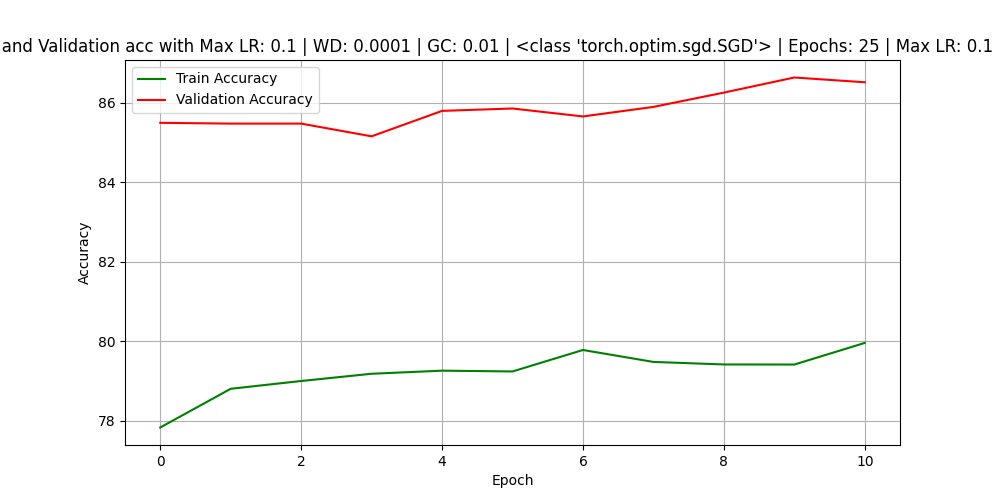 and Validation acc with Max LR: 0.1 | WD: 0.0001 | GC: 0.01 | <class 'torch.optim.sgd.SGD'> | Epochs: 25 | Max LR: 0.1
Train Accuracy
Validation Accuracy
86
84
82
80
78
Accuracy
0 2 4 6 8 10
Epoch